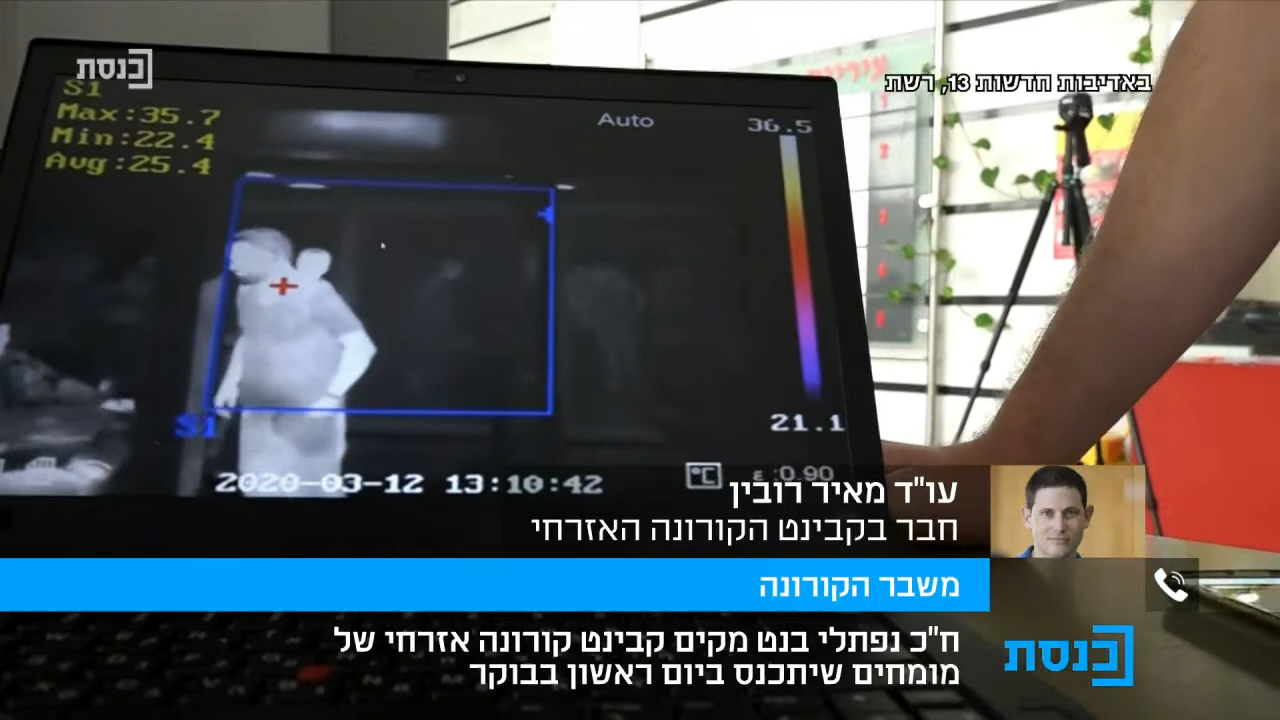 כנסת
באדיבות חדשות 13, רשת
S1
Max:35.7
Min:22.4
Avg:25.4
Auto
36.5
21.1
S1
2020-03-12 13:10:42
°C
ε:0.90
עו"ד מאיר רובין
חבר בקבינט הקורונה האזרחי
משבר הקורונה
ח"כ נפתלי בנט מקים קבינט קורונה אזרחי של
מומחים שיתכנס ביום ראשון בבוקר
כנסת